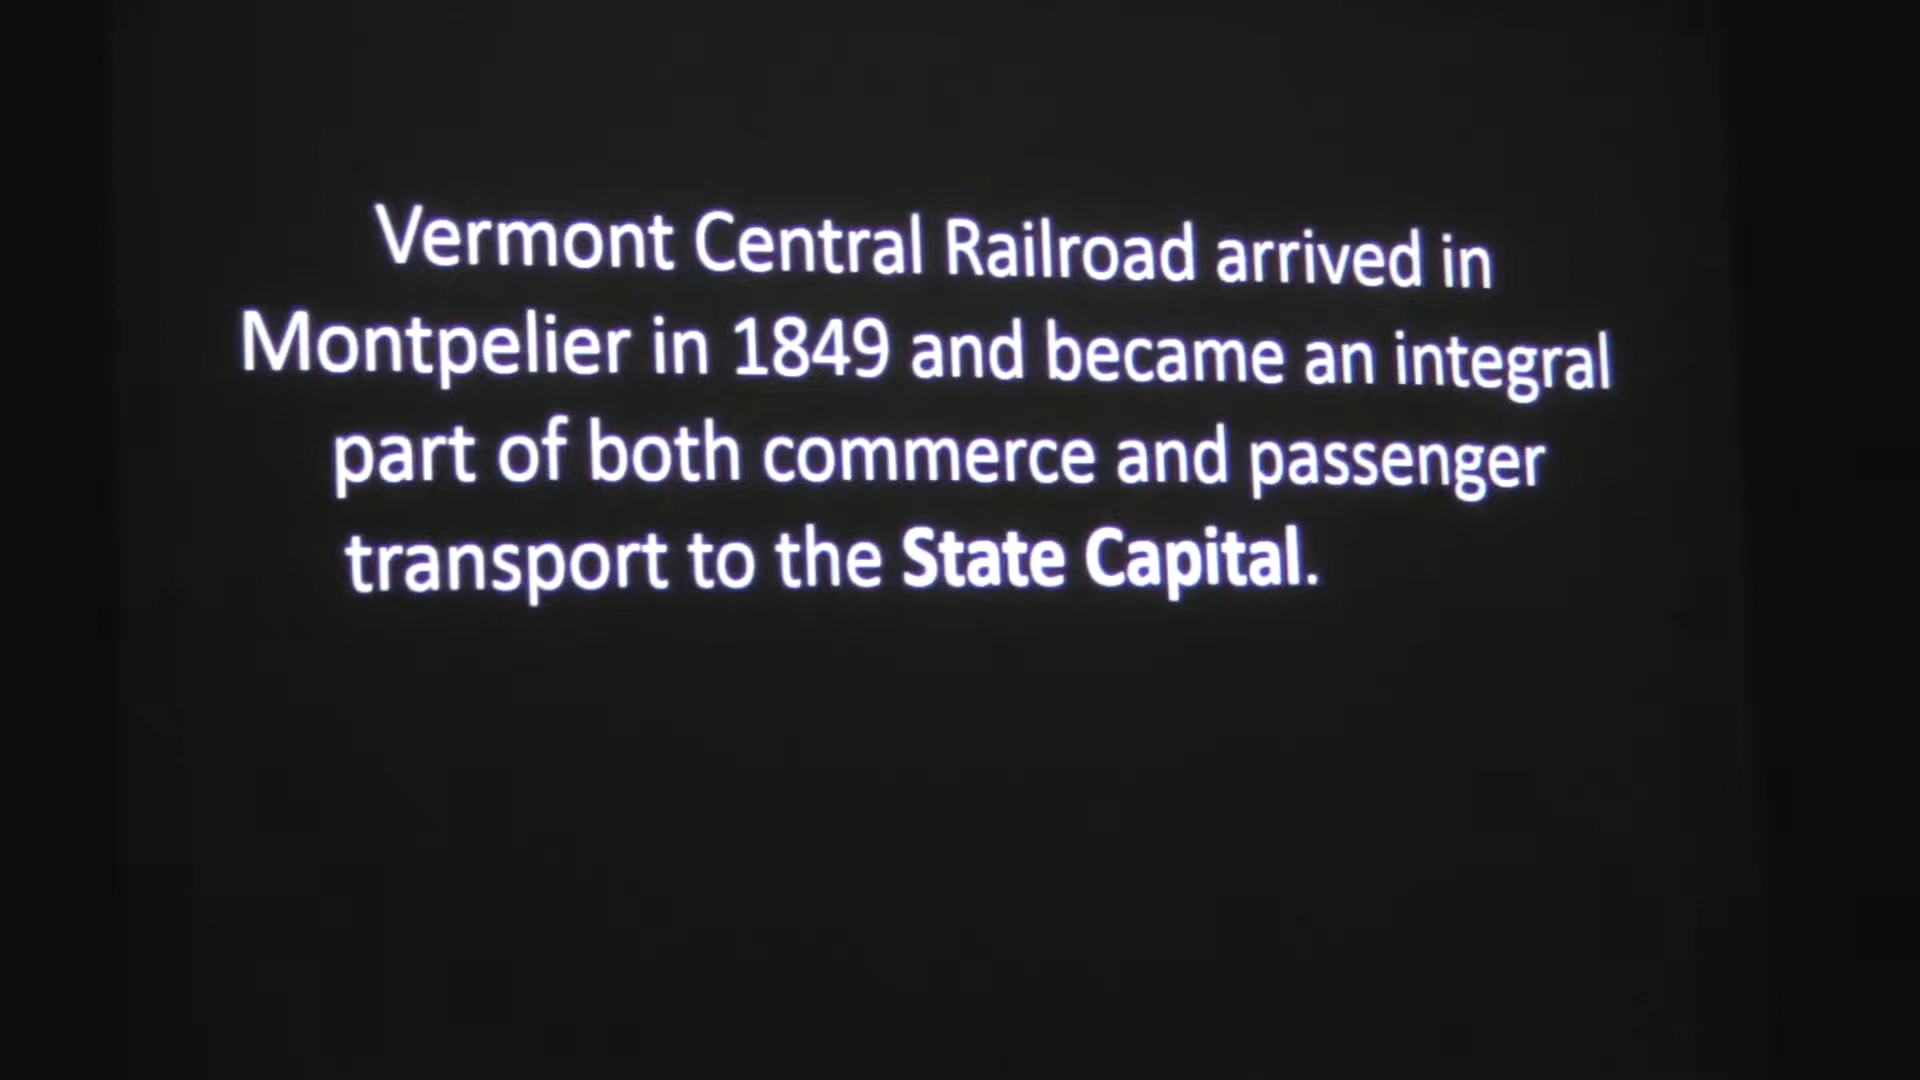 Vermont Central Railroad arrived in
Montpelier in 1849 and became an integral
part of both commerce and passenger
transport to the State Capital.